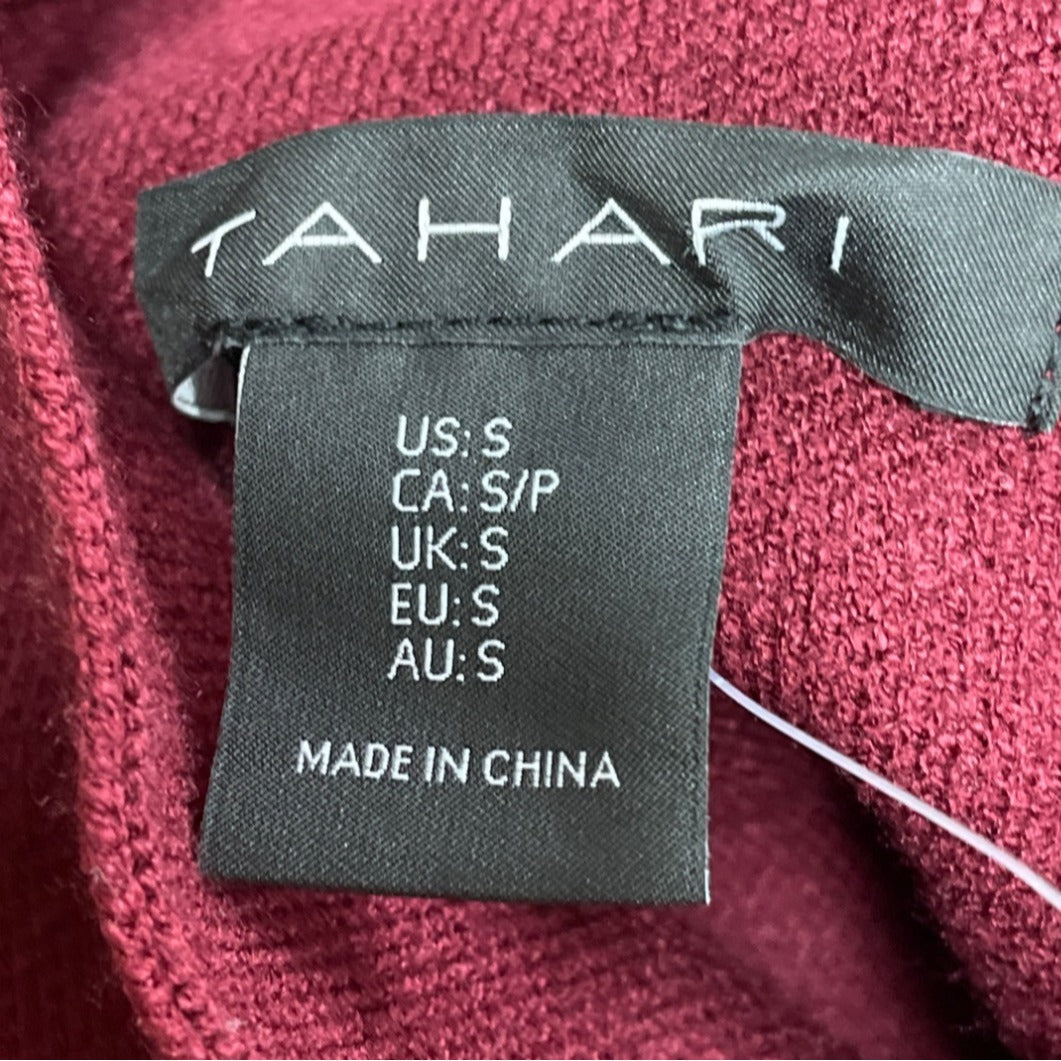 TAHARI
US: S
CA: S/P
UK: S
EU: S
AU: S
MADE IN CHINA